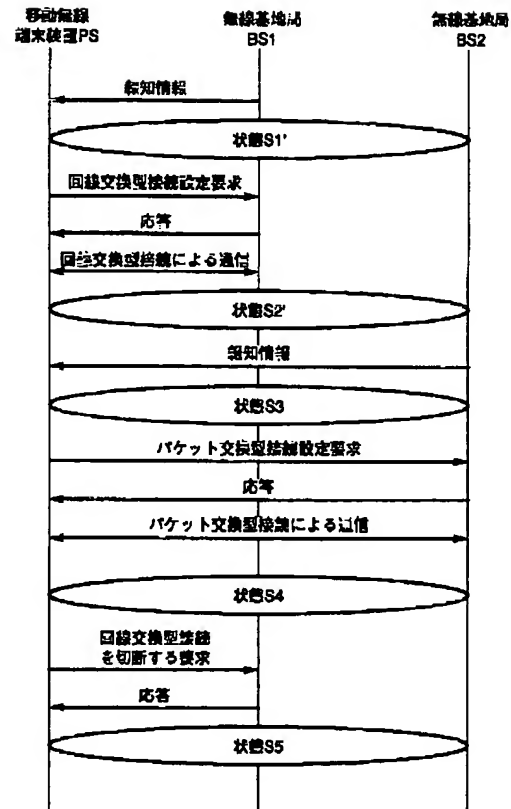 移動無線
端末装置PS
無線基地局
BS1
無線基地局
BS2
報知情報
状態S1'
回線交換型接続設定要求
応答
回線交換型接続による通信
状態S2'
報知情報
状態S3
パケット交換型接続設定要求
応答
パケット交換型接続による通信
状態S4
回線交換型接続
を切断する要求
応答
状態S5